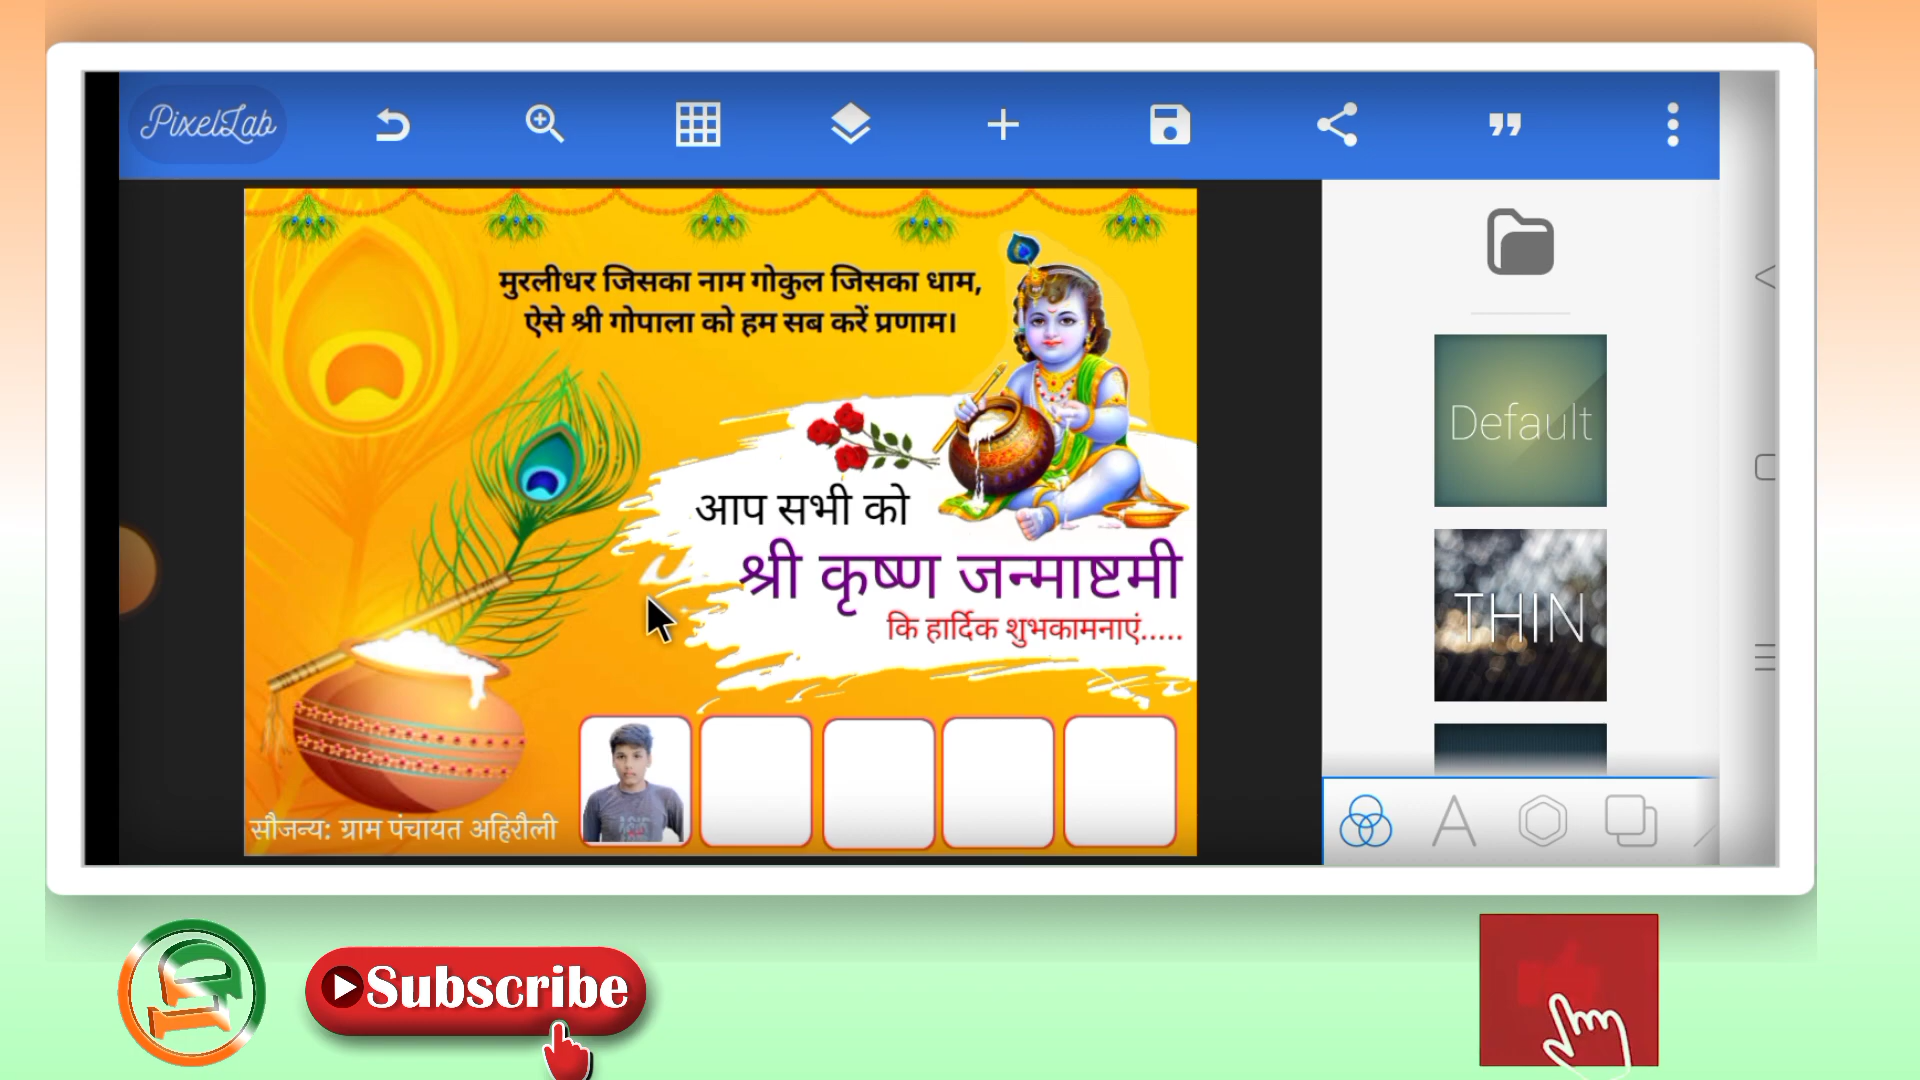 PixelLab
मुरलीधर जिसका नाम गोकुल जिसका धाम,
ऐसे श्री गोपाला को हम सब करें प्रणाम।
आप सभी को
श्री कृष्ण जन्माष्टमी
कि हार्दिक शुभकामनाएं.....
सौजन्य: ग्राम पंचायत अहिरौली
Default
THIN
Subscribe